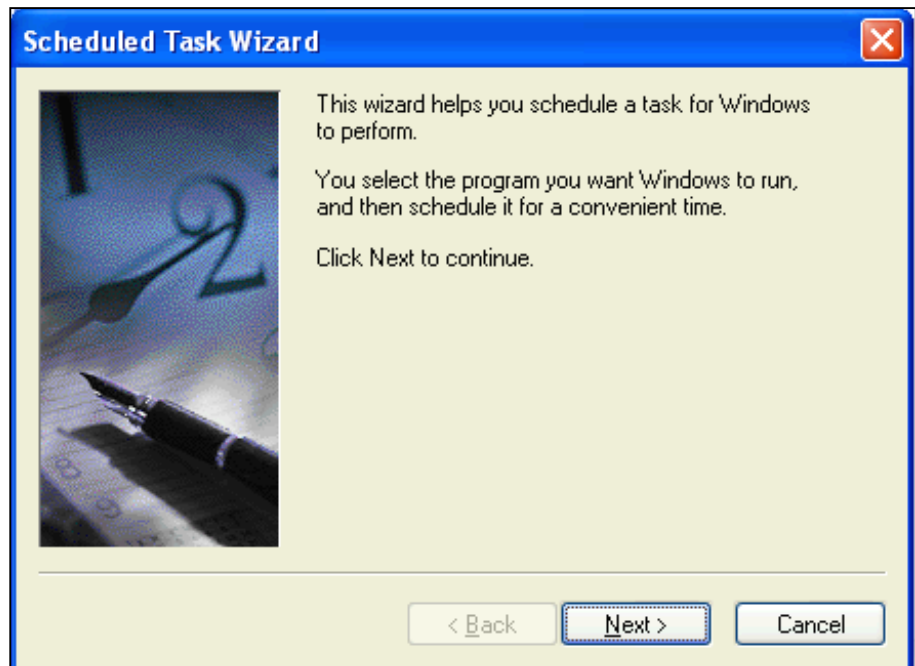 Scheduled Task Wizard
This wizard helps you schedule a task for Windows
to perform.
You select the program you want Windows to run,
and then schedule it for a convenient time.
Click Next to continue.
2
< Back
Next >
Cancel